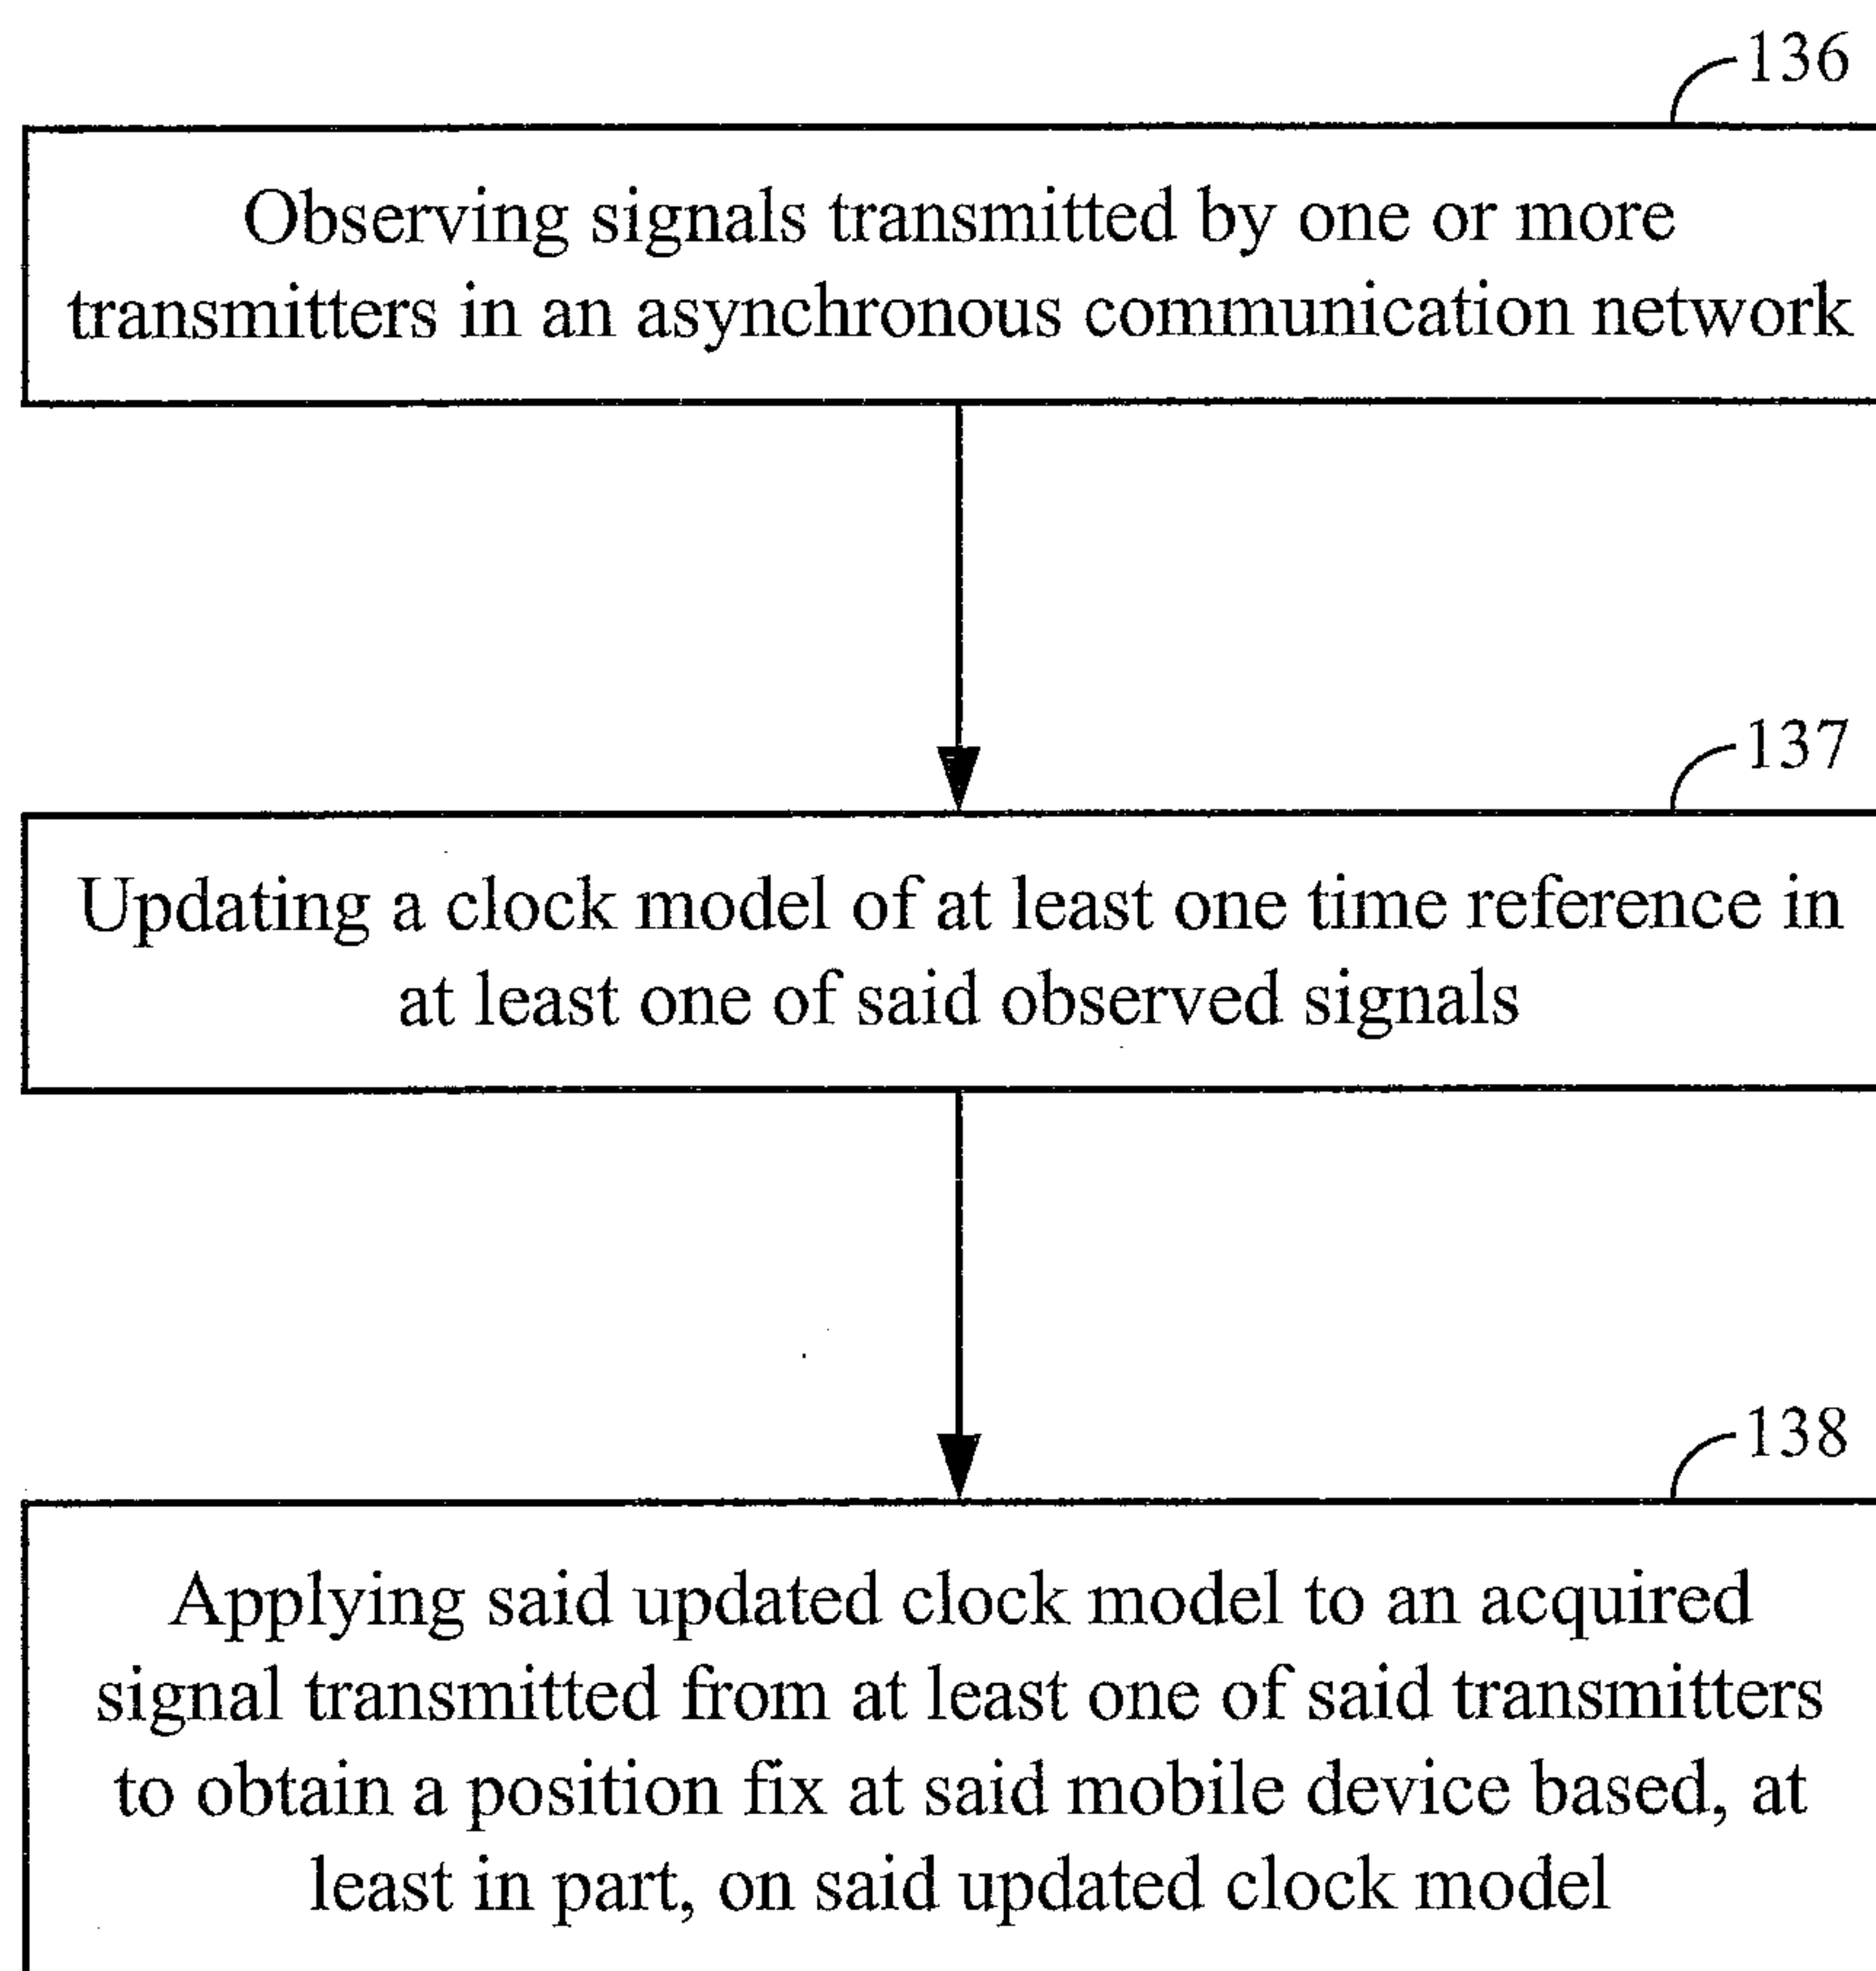 136
Observing signals transmitted by one or more
transmitters in an asynchronous communication network
137
Updating a clock model of at least one time reference in
at least one of said observed signals
138
Applying said updated clock model to an acquired
signal transmitted from at least one of said transmitters
to obtain a position fix at said mobile device based, at
least in part, on said updated clock model